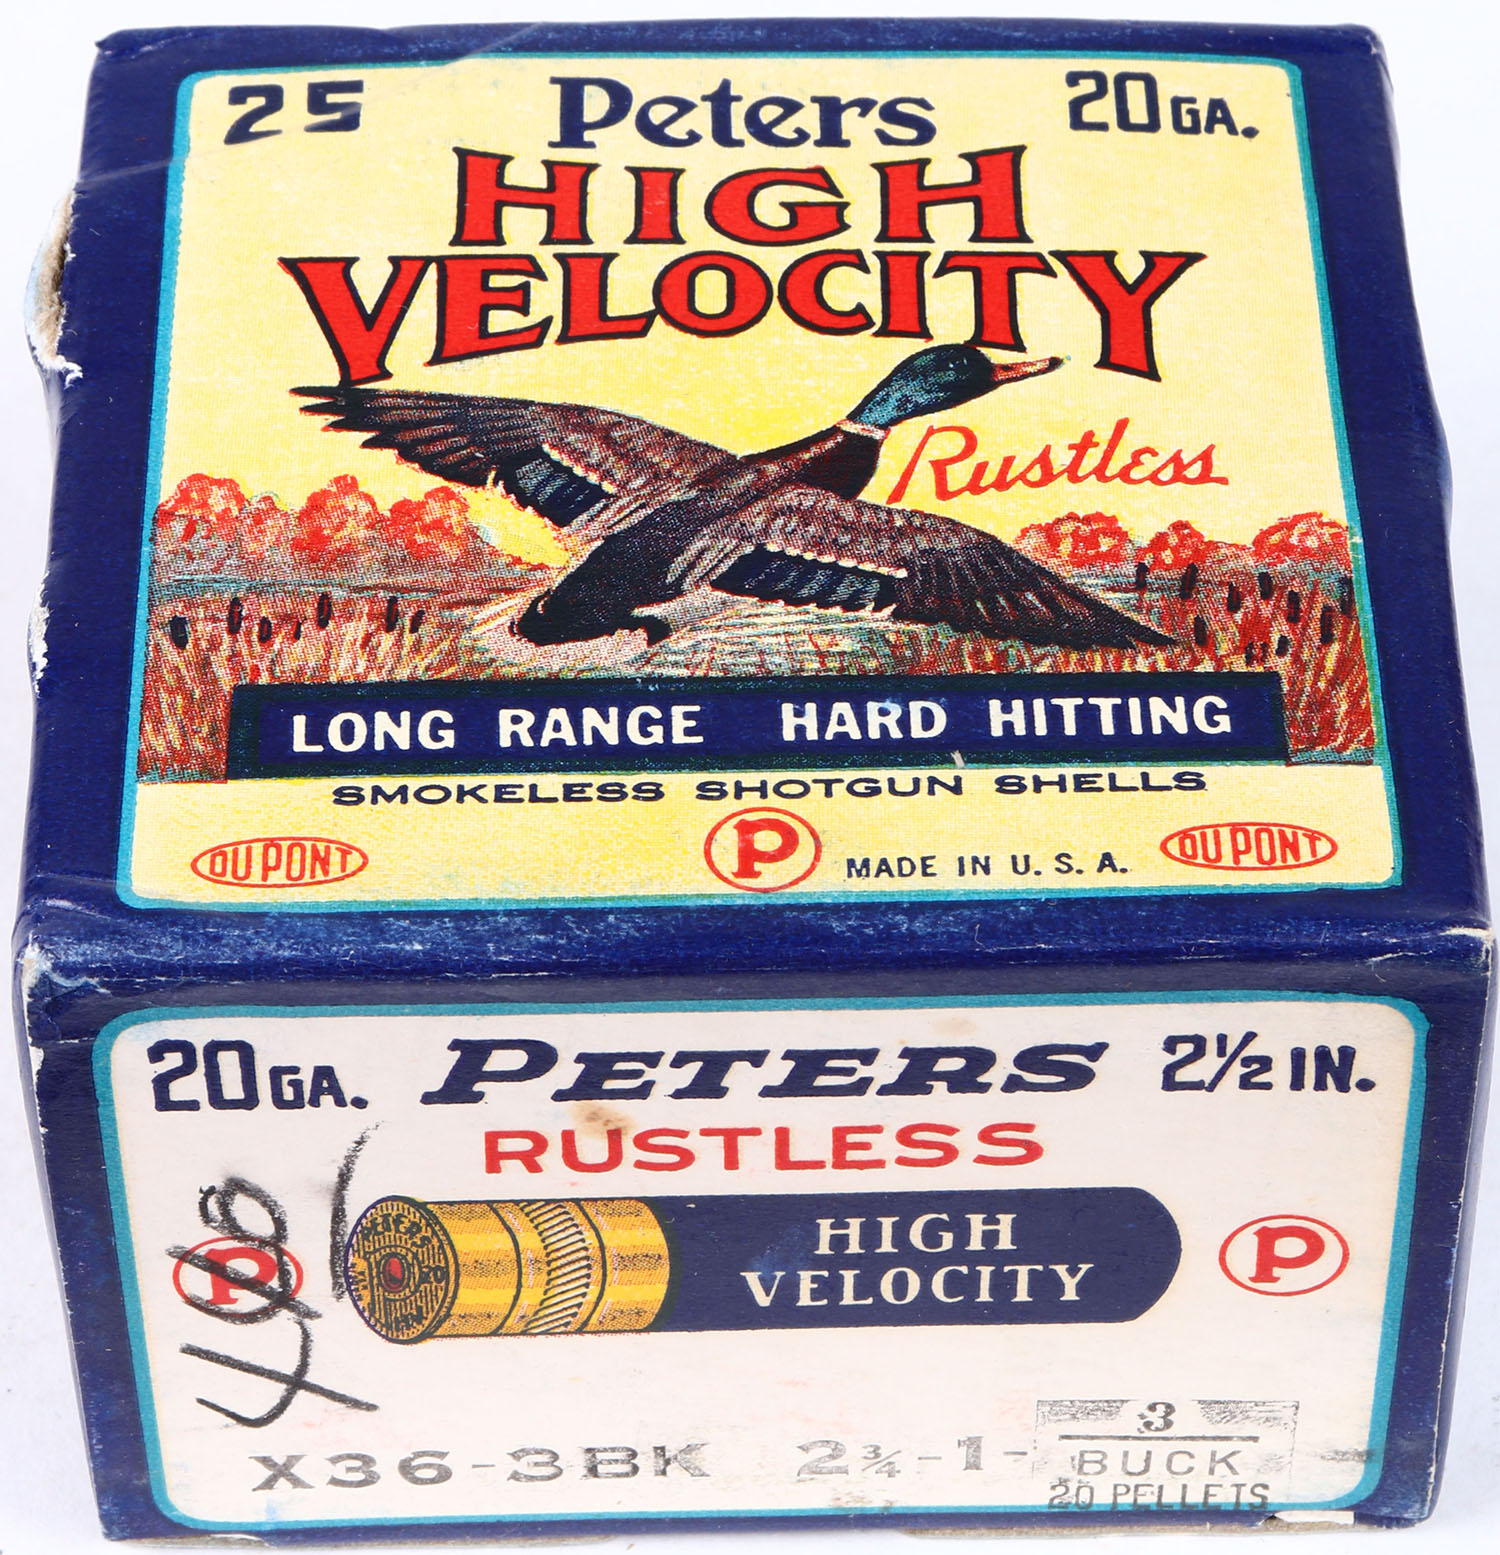 25 Peters 20 GA.
HIGH
VELOCITY
Rustless
LONG RANGE HARD HITTING
SMOKELESS SHOTGUN SHELLS
DU PONT P MADE IN U. S. A. DU PONT
20 GA. PETERS 2½ IN.
RUSTLESS
P HIGH P
VELOCITY
PETERS
20
X36-3BK 2¾-1- 3
BUCK
20 PELLETS